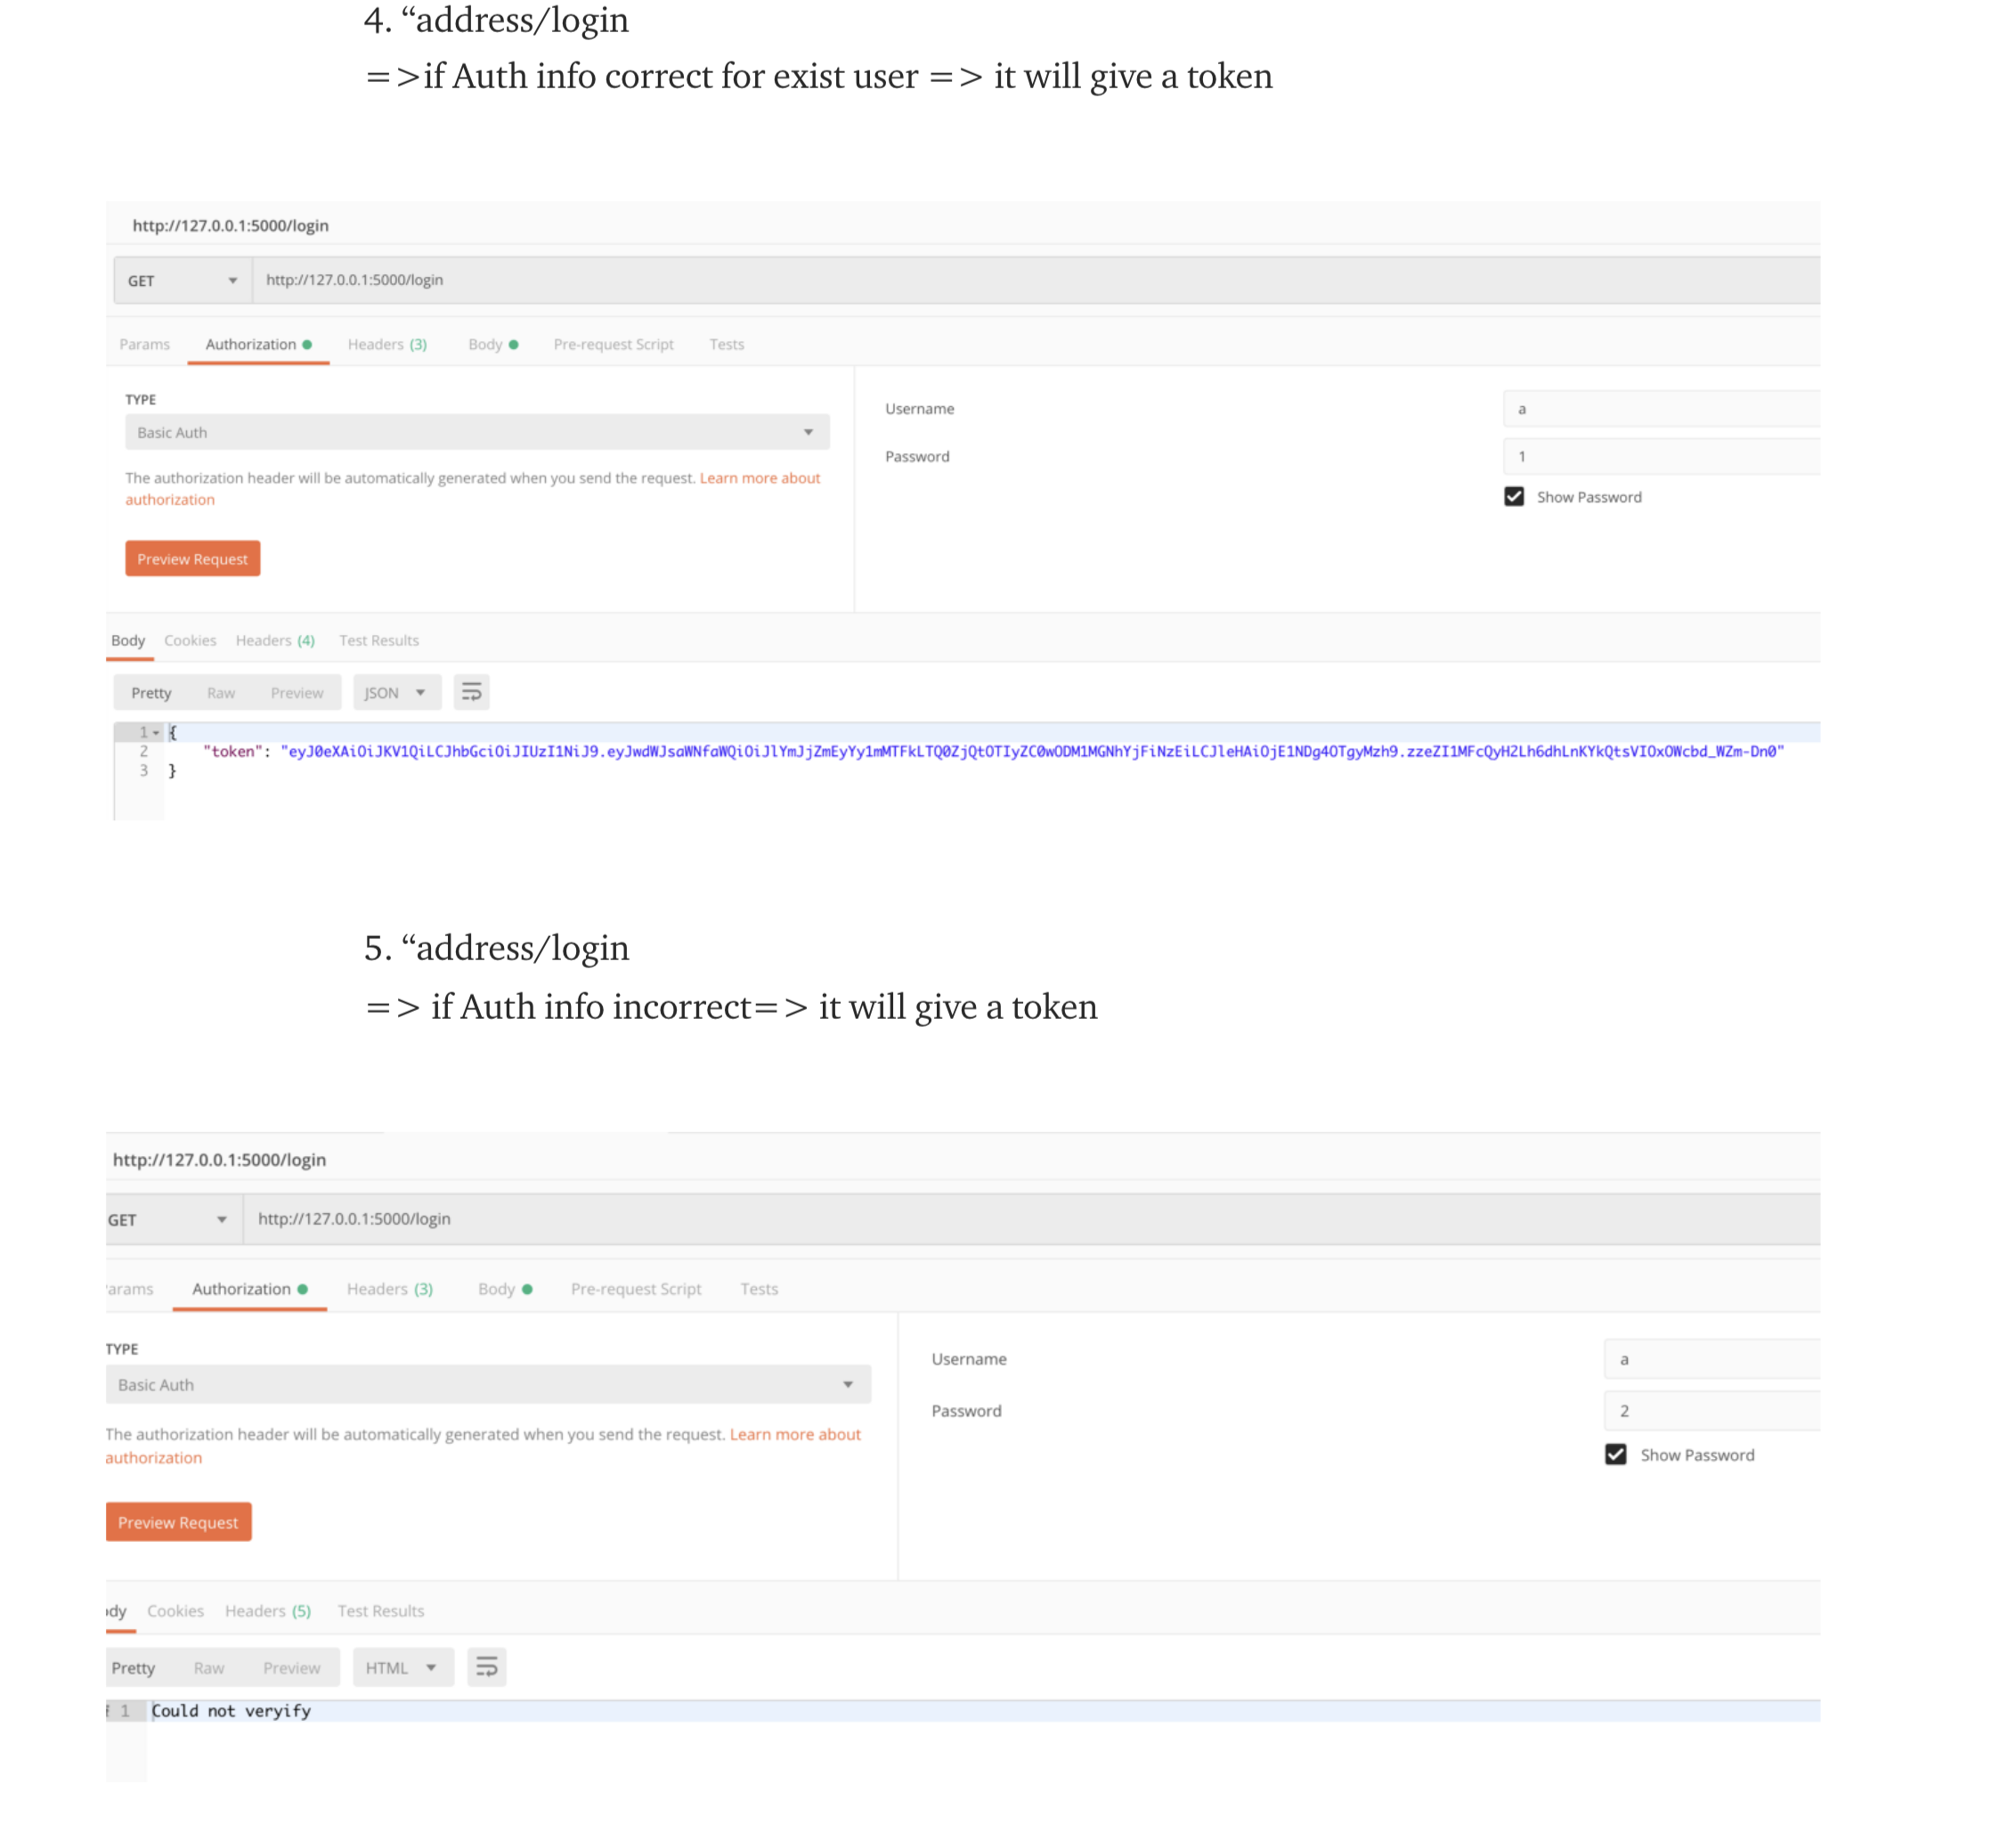 4. “address/login
=>if Auth info correct for exist user => it will give a token
http://127.0.0.1:5000/login
GET http://127.0.0.1:5000/login
Params Authorization Headers (3) Body Pre-request Script Tests
TYPE
Basic Auth
The authorization header will be automatically generated when you send the request. Learn more about
authorization
Preview Request
Username a
Password 1
Show Password
Body Cookies Headers (4) Test Results
Pretty Raw Preview JSON
1 {
2 "token": "eyJ0eXAiOiJKV1QiLCJhbGciOiJIUzI1NiJ9.eyJwdWJsaWNfaWQiOiJlYmJjZmEyYy1mMTFkLTQ0ZjQtOTIyZC0wODM1MGNhYjFiNzEiLCJleHAiOjE1NDg4OTgyMzh9.zzeZI1MFcQyH2Lh6dhLnKYkQtsVIOxOWcbd_WZm-Dn0"
3 }
5. “address/login
=> if Auth info incorrect=> it will give a token
http://127.0.0.1:5000/login
GET http://127.0.0.1:5000/login
arams Authorization Headers (3) Body Pre-request Script Tests
TYPE
Basic Auth
The authorization header will be automatically generated when you send the request. Learn more about
authorization
Preview Request
Username a
Password 2
Show Password
dy Cookies Headers (5) Test Results
Pretty Raw Preview HTML
1 Could not veryify